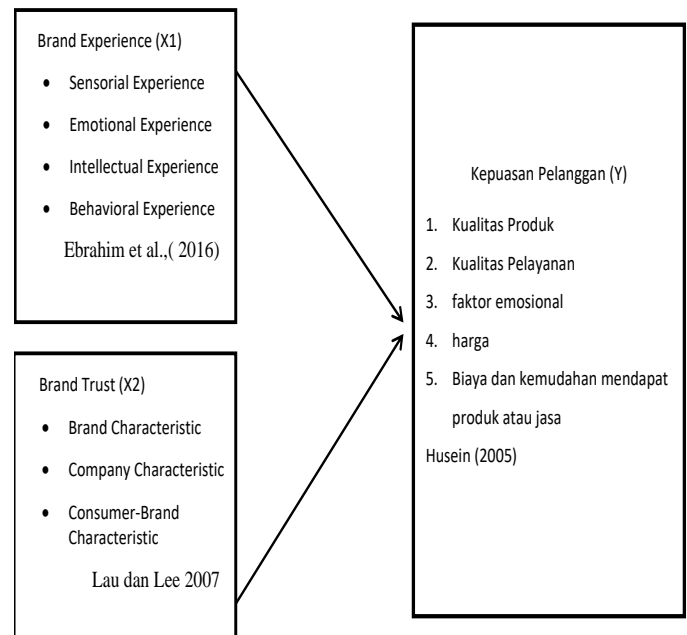 Brand Experience (X1)
• Sensorial Experience
• Emotional Experience
• Intellectual Experience
• Behavioral Experience
Ebrahim et al.,( 2016)
Brand Trust (X2)
• Brand Characteristic
• Company Characteristic
• Consumer-Brand
Characteristic
Lau dan Lee 2007
Kepuasan Pelanggan (Y)
1. Kualitas Produk
2. Kualitas Pelayanan
3. faktor emosional
4. harga
5. Biaya dan kemudahan mendapat
produk atau jasa
Husein (2005)